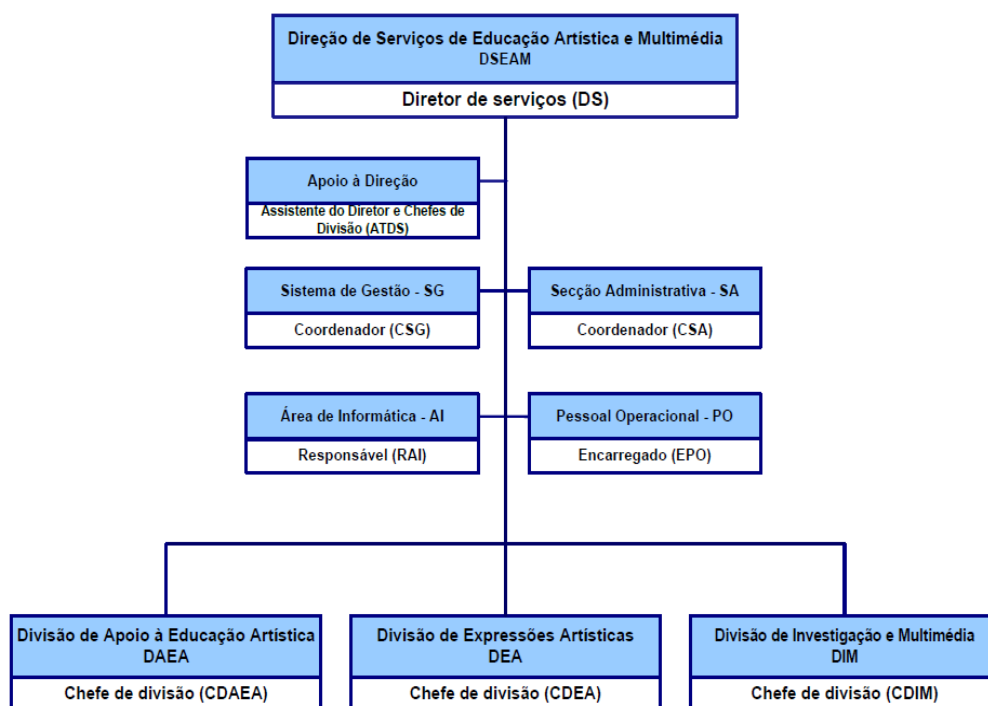 Direção de Serviços de Educação Artística e Multimédia
DSEAM
Diretor de serviços (DS)
Apoio à Direção
Assistente do Diretor e Chefes de
Divisão (ATDS)
Sistema de Gestão - SG
Coordenador (CSG)
Secção Administrativa - SA
Coordenador (CSA)
Área de Informática - AI
Responsável (RAI)
Pessoal Operacional - PO
Encarregado (EPO)
Divisão de Apoio à Educação Artística
DAEA
Chefe de divisão (CDAEA)
Divisão de Expressões Artísticas
DEA
Chefe de divisão (CDEA)
Divisão de Investigação e Multimédia
DIM
Chefe de divisão (CDIM)